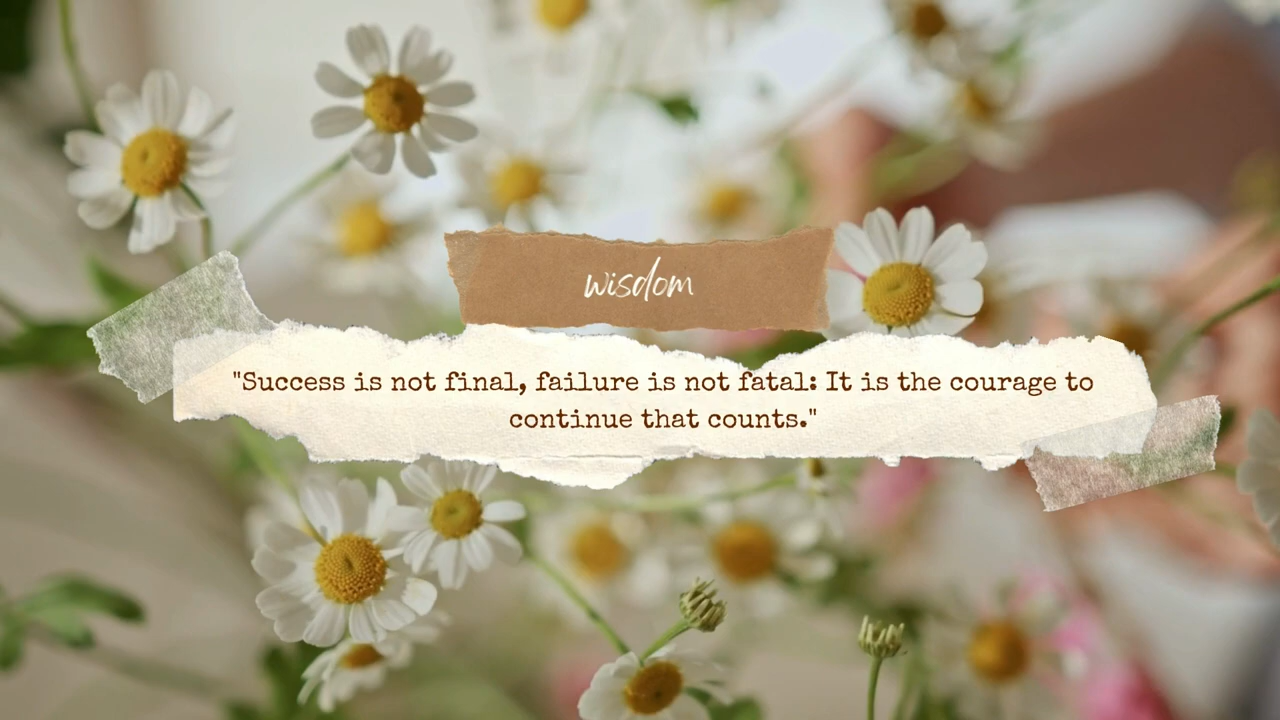 wisdom
"Success is not final, failure is not fatal: It is the courage to
continue that counts."